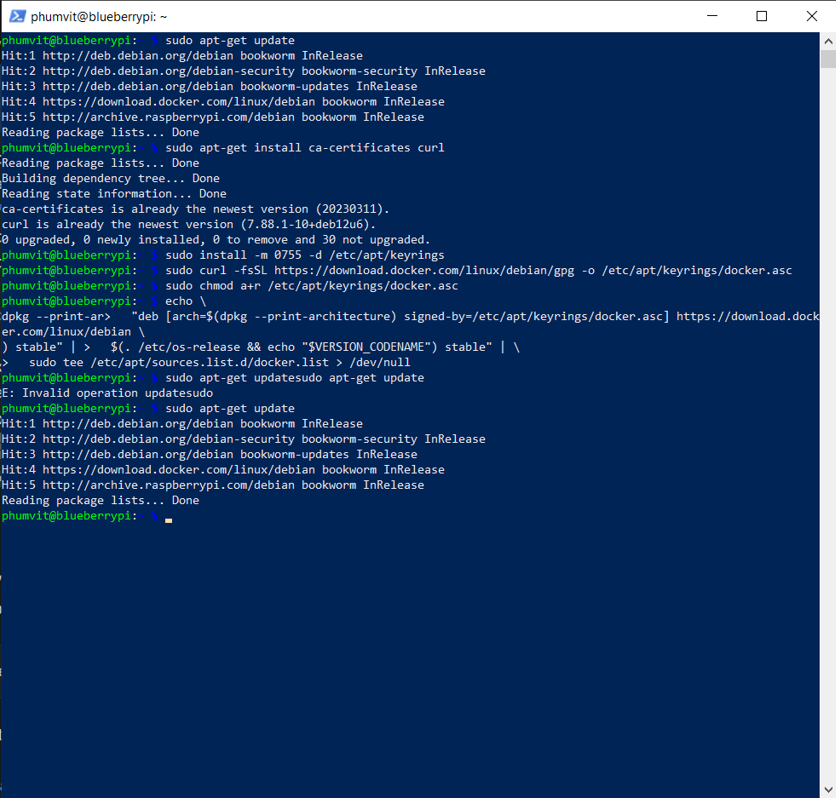 phumvit@blueberrypi: ~
phumvit@blueberrypi:~ $ sudo apt-get update
Hit:1 http://deb.debian.org/debian bookworm InRelease
Hit:2 http://deb.debian.org/debian-security bookworm-security InRelease
Hit:3 http://deb.debian.org/debian bookworm-updates InRelease
Hit:4 https://download.docker.com/linux/debian bookworm InRelease
Hit:5 http://archive.raspberrypi.com/debian bookworm InRelease
Reading package lists... Done
phumvit@blueberrypi:~ $ sudo apt-get install ca-certificates curl
Reading package lists... Done
Building dependency tree... Done
Reading state information... Done
ca-certificates is already the newest version (20230311).
curl is already the newest version (7.88.1-10+deb12u6).
0 upgraded, 0 newly installed, 0 to remove and 30 not upgraded.
phumvit@blueberrypi:~ $ sudo install -m 0755 -d /etc/apt/keyrings
phumvit@blueberrypi:~ $ sudo curl -fsSL https://download.docker.com/linux/debian/gpg -o /etc/apt/keyrings/docker.asc
phumvit@blueberrypi:~ $ sudo chmod a+r /etc/apt/keyrings/docker.asc
phumvit@blueberrypi:~ $ echo \
dpkg --print-ar>   "deb [arch=$(dpkg --print-architecture) signed-by=/etc/apt/keyrings/docker.asc] https://download.dock
er.com/linux/debian \
) stable" | >   $(. /etc/os-release && echo "$VERSION_CODENAME") stable" | \
>   sudo tee /etc/apt/sources.list.d/docker.list > /dev/null
phumvit@blueberrypi:~ $ sudo apt-get updatesudo apt-get update
E: Invalid operation updatesudo
phumvit@blueberrypi:~ $ sudo apt-get update
Hit:1 http://deb.debian.org/debian bookworm InRelease
Hit:2 http://deb.debian.org/debian-security bookworm-security InRelease
Hit:3 http://deb.debian.org/debian bookworm-updates InRelease
Hit:4 https://download.docker.com/linux/debian bookworm InRelease
Hit:5 http://archive.raspberrypi.com/debian bookworm InRelease
Reading package lists... Done
phumvit@blueberrypi:~ $